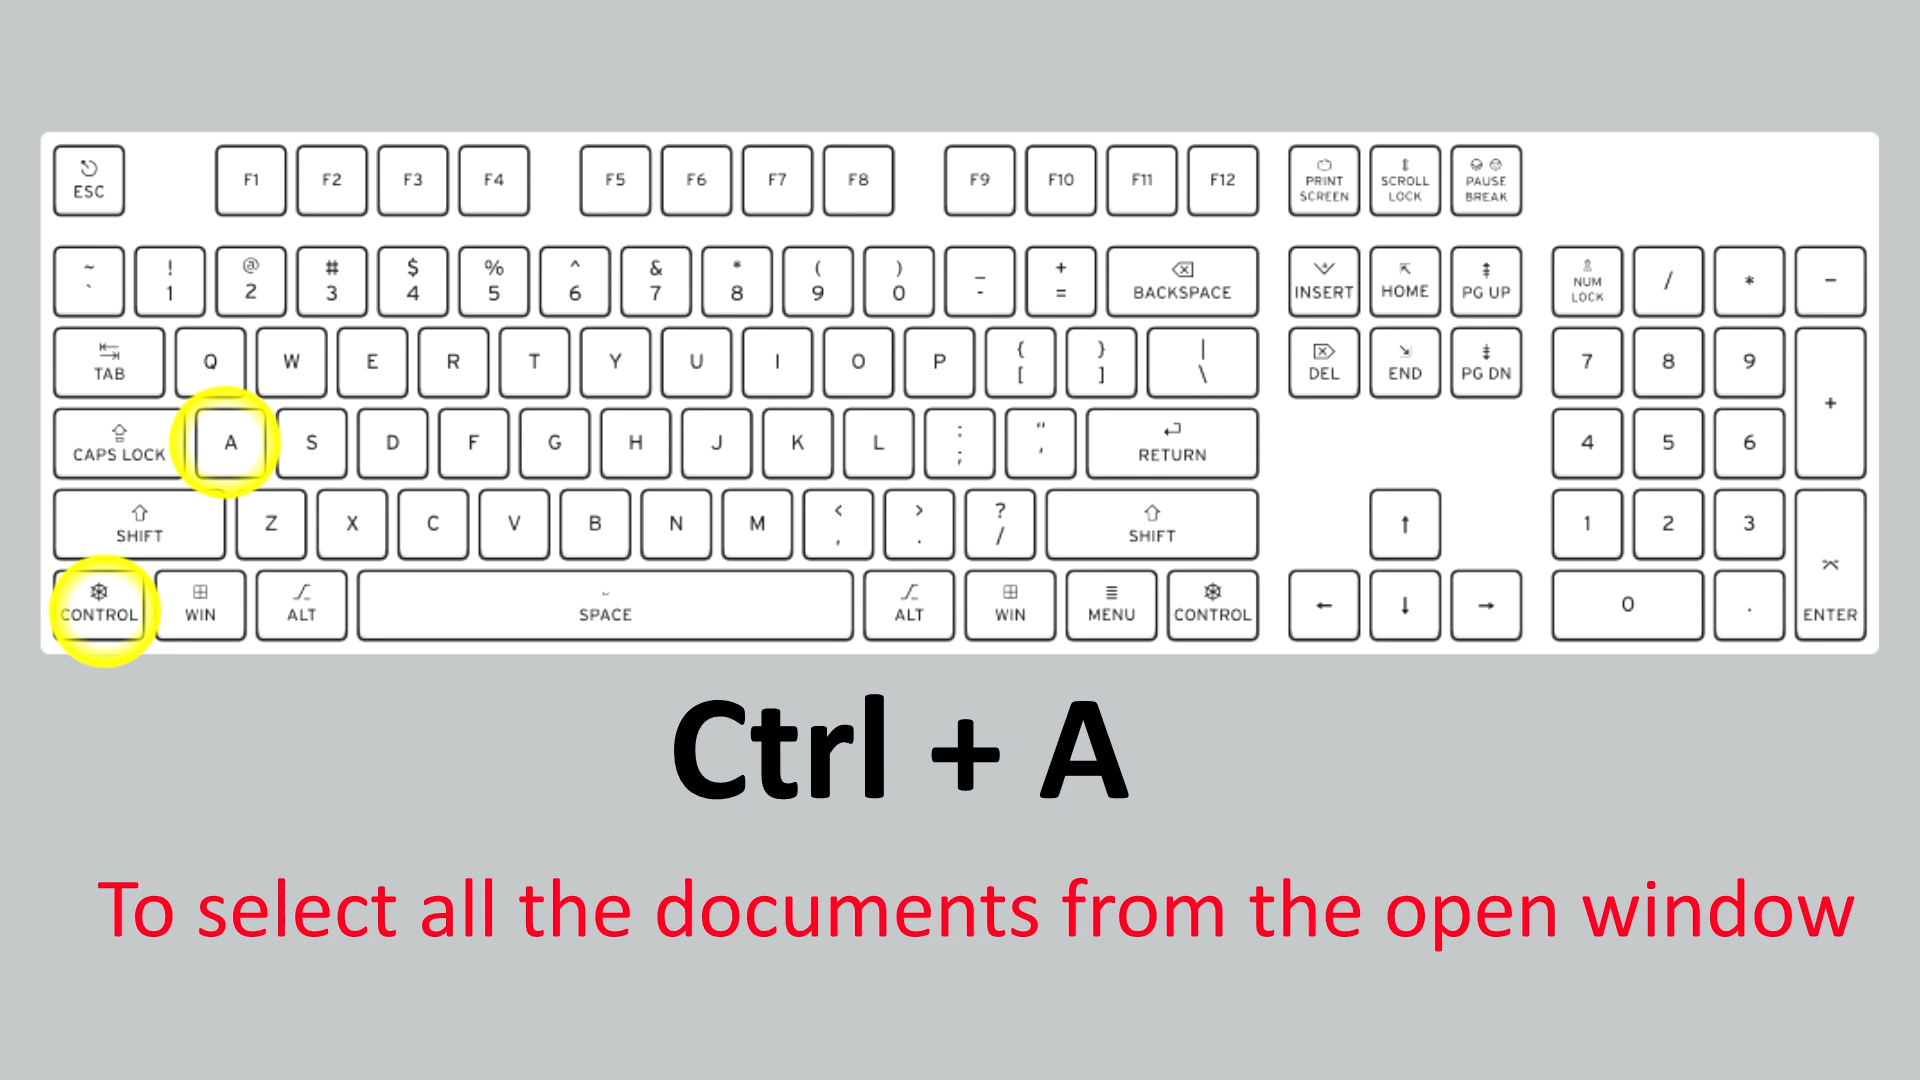 ESC F1 F2 F3 F4 F5 F6 F7 F8 F9 F10 F11 F12 PRINT SCREEN SCROLL LOCK PAUSE BREAK
~ ` ! 1 @ 2 # 3 $ 4 % 5 ^ 6 & 7 * 8 ( 9 ) 0 _ - + = BACKSPACE INSERT HOME PG UP NUM LOCK / * -
TAB Q W E R T Y U I O P { [ } ] | \ DEL END PG DN 7 8 9 +
CAPS LOCK A S D F G H J K L : ; " ' RETURN 4 5 6
SHIFT Z X C V B N M < , > . ? / SHIFT ↑ 1 2 3
CONTROL WIN ALT SPACE ALT WIN MENU CONTROL ← ↓ → 0 . ENTER
Ctrl + A
To select all the documents from the open window